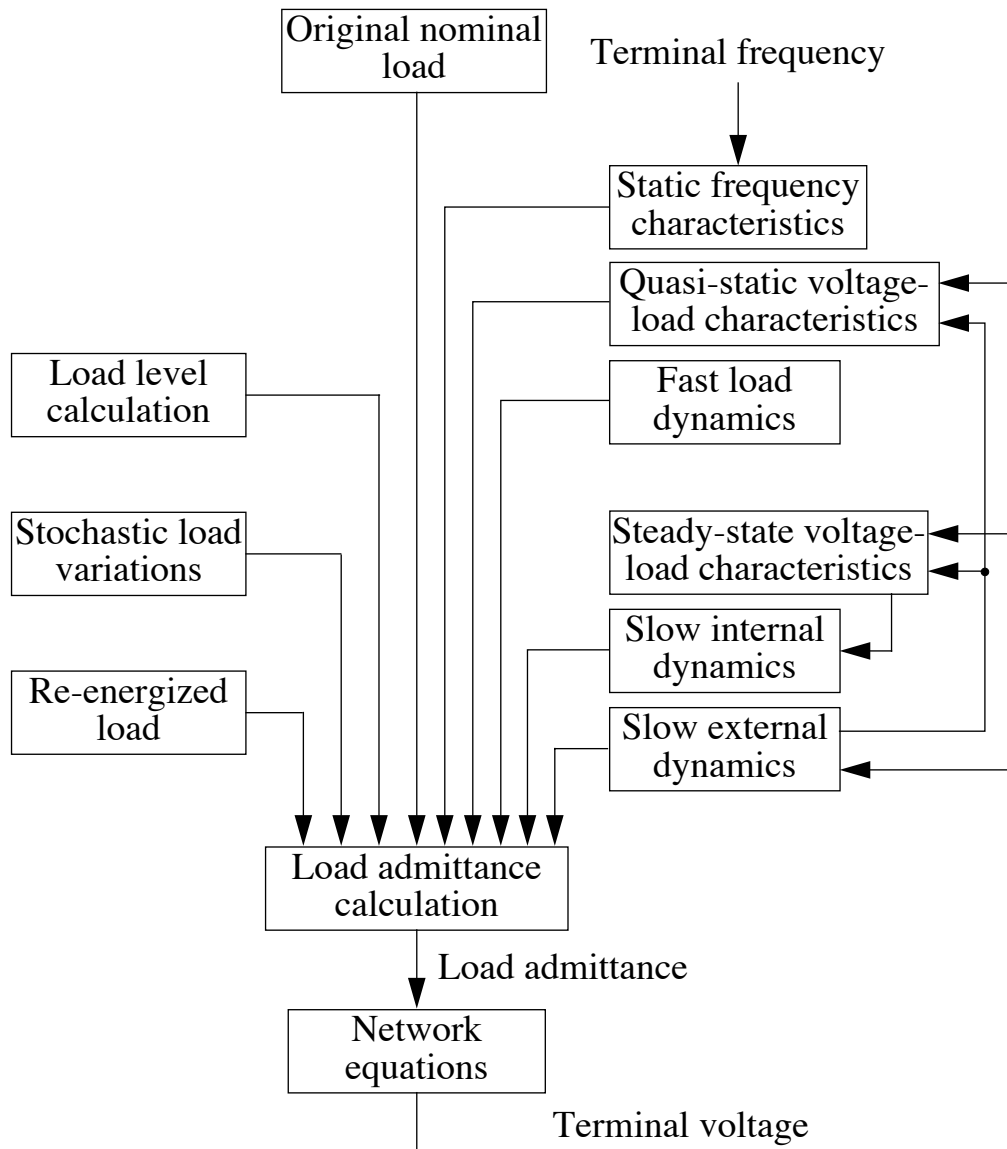 Original nominal
load
Terminal frequency
Static frequency
characteristics
Quasi-static voltage-
load characteristics
Load level
calculation
Fast load
dynamics
Stochastic load
variations
Steady-state voltage-
load characteristics
Slow internal
dynamics
Re-energized
load
Slow external
dynamics
Load admittance
calculation
Load admittance
Network
equations
Terminal voltage